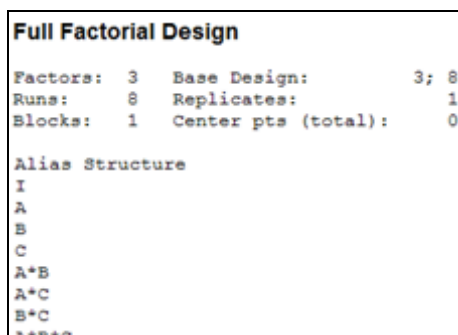 Full Factorial Design
Factors: 3 Base Design: 3; 8
Runs: 8 Replicates: 1
Blocks: 1 Center pts (total): 0
Alias Structure
I
A
B
C
A*B
A*C
B*C
A*B*C